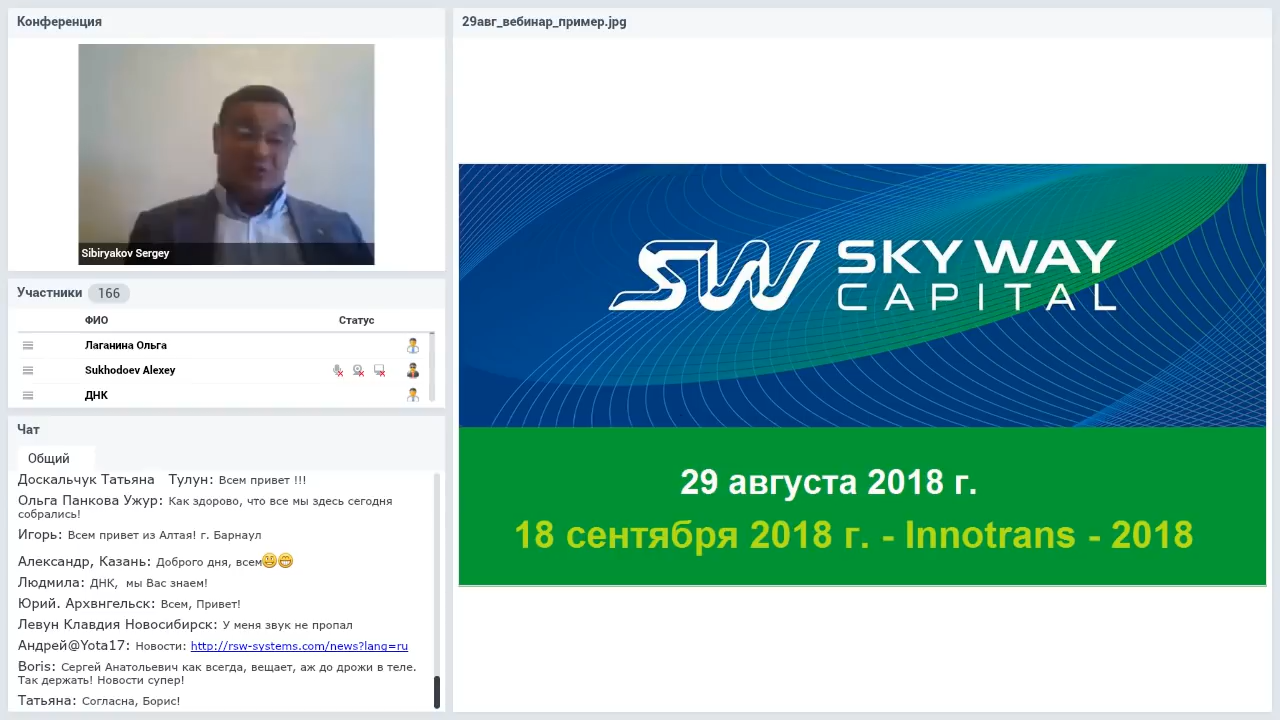 Конференция
Sibiryakov Sergey
Участники 166
ФИО Статус
Лаганина Ольга
Sukhodoev Alexey
ДНК
Чат
Общий
Доскальчук Татьяна Тулун: Всем привет !!!
Ольга Панкова Ужур: Как здорово, что все мы здесь сегодня
собрались!
Игорь: Всем привет из Алтая! г. Барнаул
Александр, Казань: Доброго дня, всем
Людмила: ДНК, мы Вас знаем!
Юрий. Архвнгельск: Всем, Привет!
Левун Клавдия Новосибирск: У меня звук не пропал
Андрей@Yota17: Новости: http://rsw-systems.com/news?lang=ru
Boris: Сергей Анатольевич как всегда, вещает, аж до дрожи в теле.
Так держать! Новости супер!
Татьяна: Согласна, Борис!
29авг_вебинар_пример.jpg
SW SKY WAY
CAPITAL
29 августа 2018 г.
18 сентября 2018 г. - Innotrans - 2018